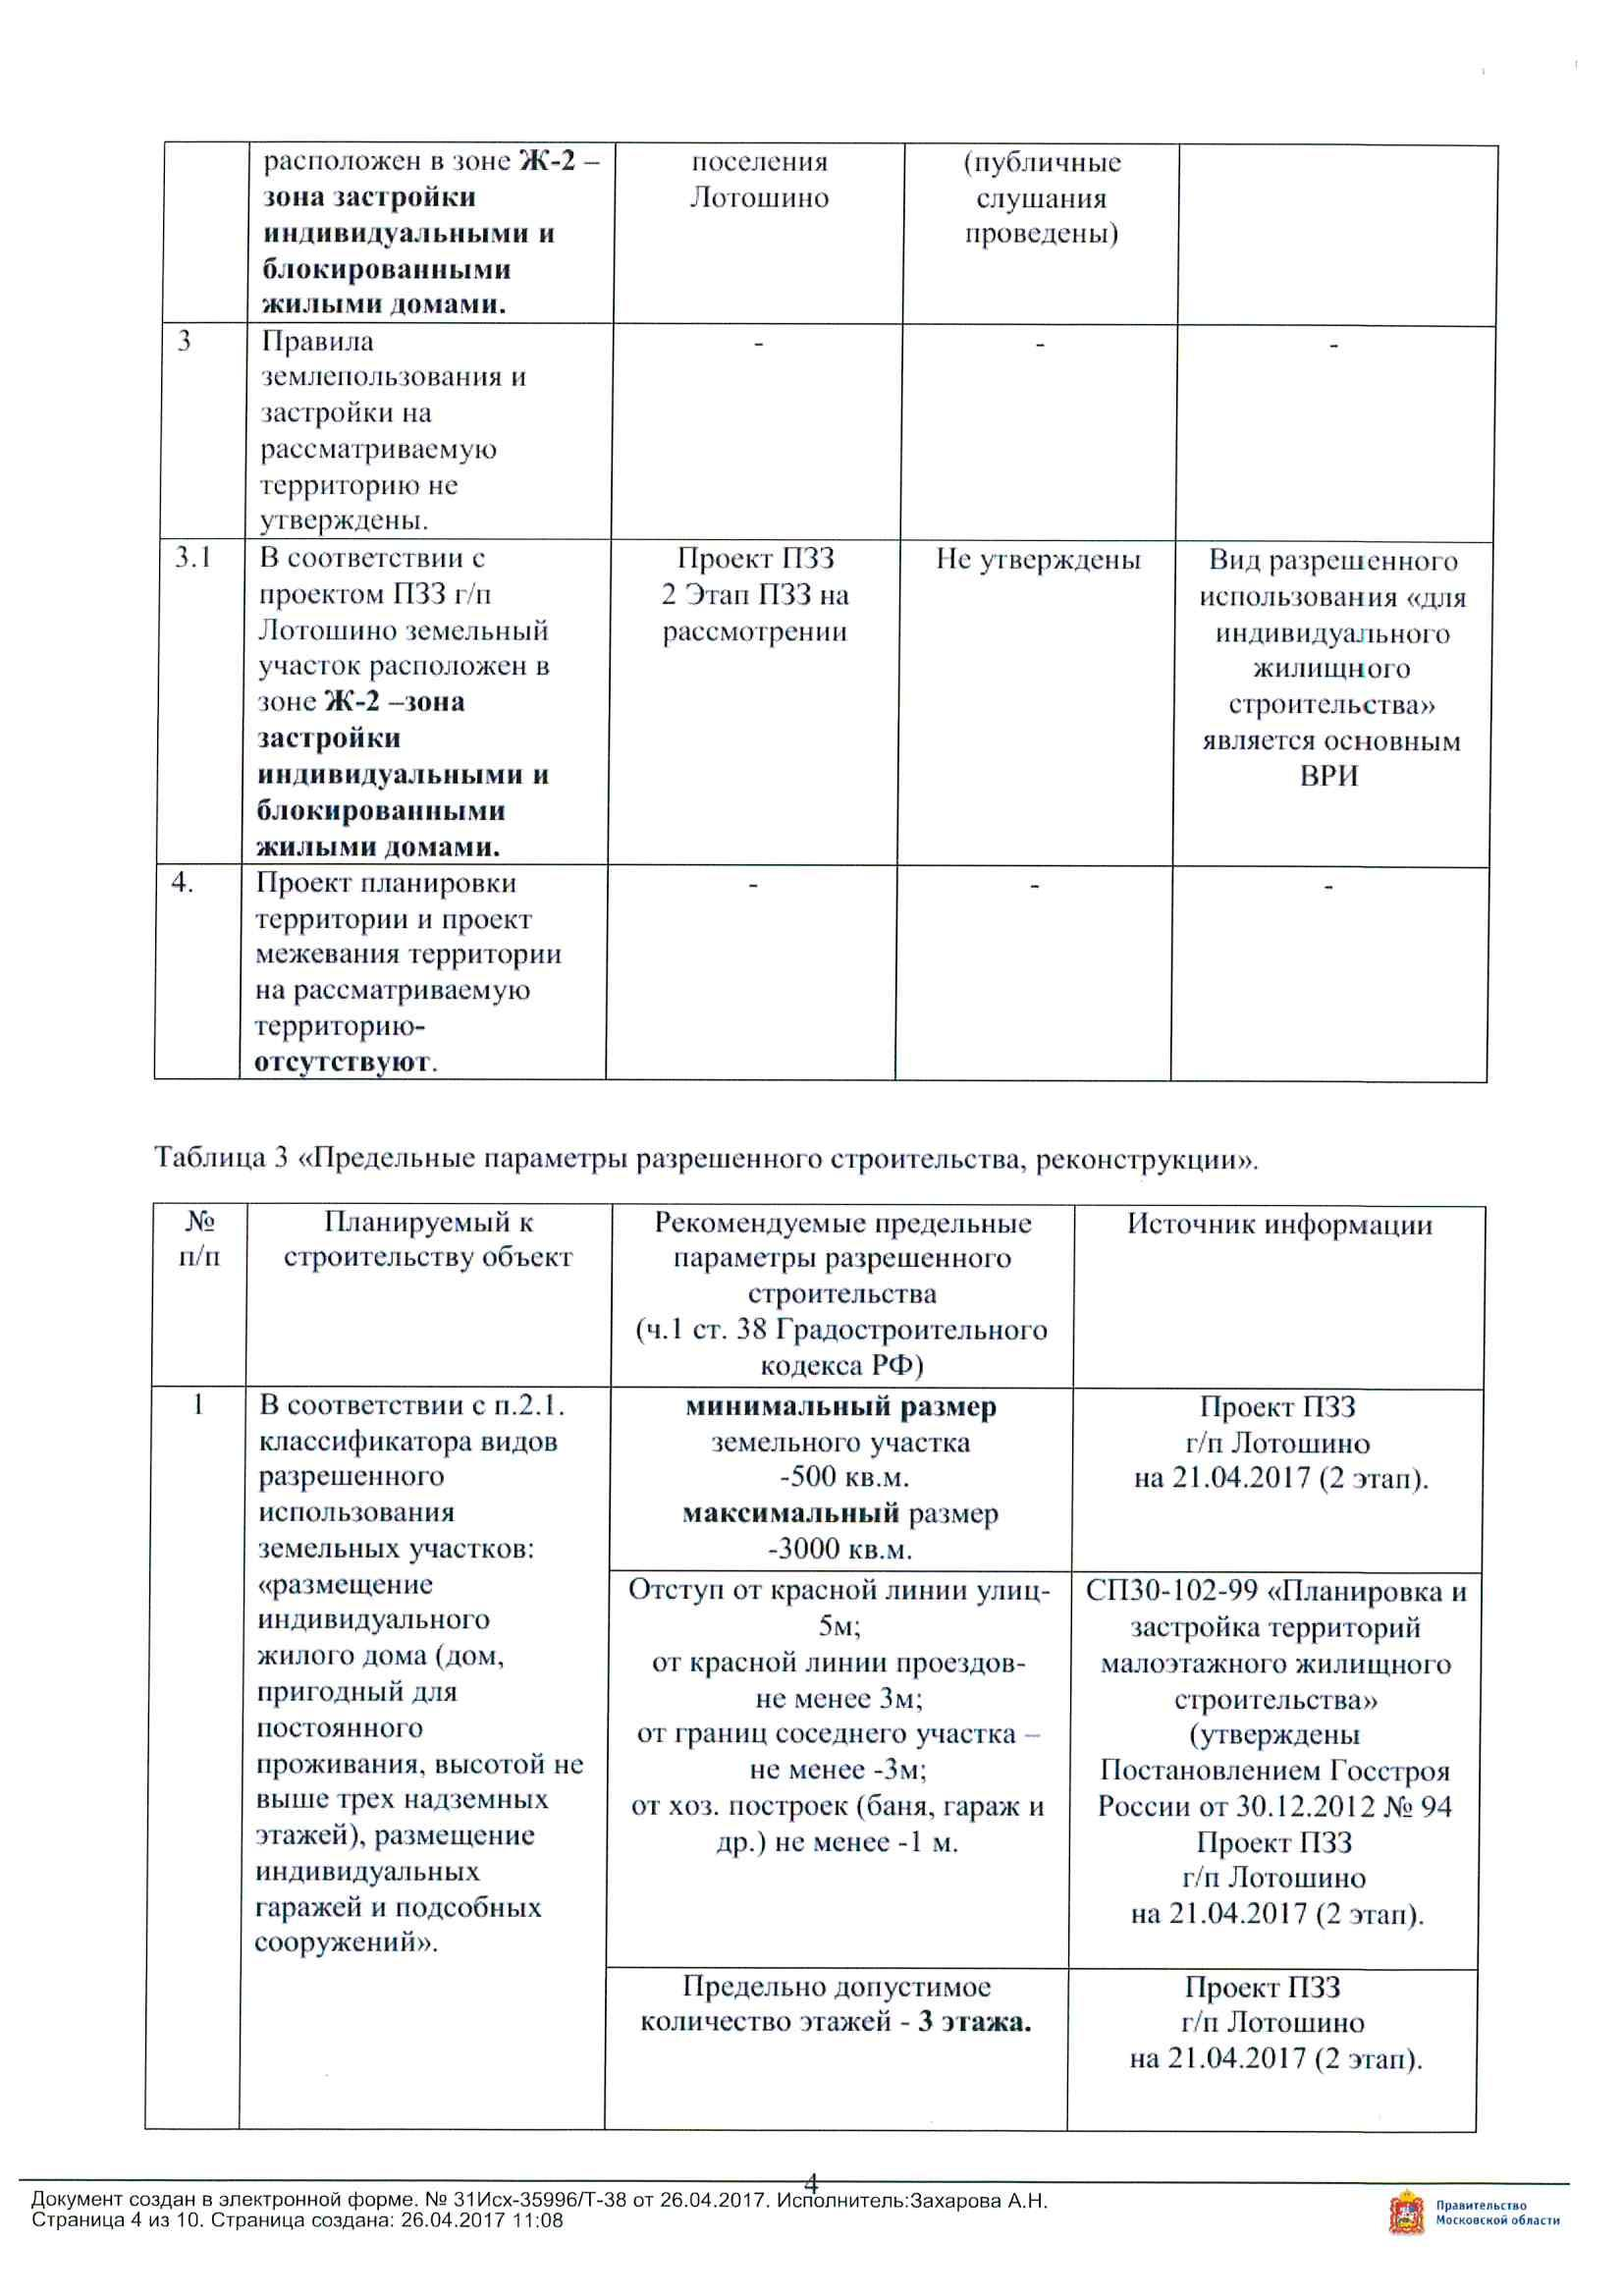 расположен в зоне Ж-2 –
зона застройки
индивидуальными и
блокированными
жилыми домами.
поселения
Лотошино
(публичные
слушания
проведены)
3
Правила
землепользования и
застройки на
рассматриваемую
территорию не
утверждены.
-
-
-
3.1
В соответствии с
проектом ПЗЗ г/п
Лотошино земельный
участок расположен в
зоне Ж-2 –зона
застройки
индивидуальными и
блокированными
жилыми домами.
Проект ПЗЗ
2 Этап ПЗЗ на
рассмотрении
Не утверждены
Вид разрешенного
использования «для
индивидуального
жилищного
строительства»
является основным
ВРИ
4.
Проект планировки
территории и проект
межевания территории
на рассматриваемую
территорию-
отсутствуют.
-
-
-
Таблица 3 «Предельные параметры разрешенного строительства, реконструкции».
№
п/п
Планируемый к
строительству объект
Рекомендуемые предельные
параметры разрешенного
строительства
(ч.1 ст. 38 Градостроительного
кодекса РФ)
Источник информации
1
В соответствии с п.2.1.
классификатора видов
разрешенного
использования
земельных участков:
«размещение
индивидуального
жилого дома (дом,
пригодный для
постоянного
проживания, высотой не
выше трех надземных
этажей), размещение
индивидуальных
гаражей и подсобных
сооружений».
минимальный размер
земельного участка
-500 кв.м.
максимальный размер
-3000 кв.м.
Проект ПЗЗ
г/п Лотошино
на 21.04.2017 (2 этап).
Отступ от красной линии улиц-
5м;
от красной линии проездов-
не менее 3м;
от границ соседнего участка –
не менее -3м;
от хоз. построек (баня, гараж и
др.) не менее -1 м.
СП30-102-99 «Планировка и
застройка территорий
малоэтажного жилищного
строительства»
(утверждены
Постановлением Госстроя
России от 30.12.2012 № 94
Проект ПЗЗ
г/п Лотошино
на 21.04.2017 (2 этап).
Предельно допустимое
количество этажей - 3 этажа.
Проект ПЗЗ
г/п Лотошино
на 21.04.2017 (2 этап).
4
Документ создан в электронной форме. № 31Исх-35996/Т-38 от 26.04.2017. Исполнитель:Захарова А.Н.
Страница 4 из 10. Страница создана: 26.04.2017 11:08
Правительство
Московской области